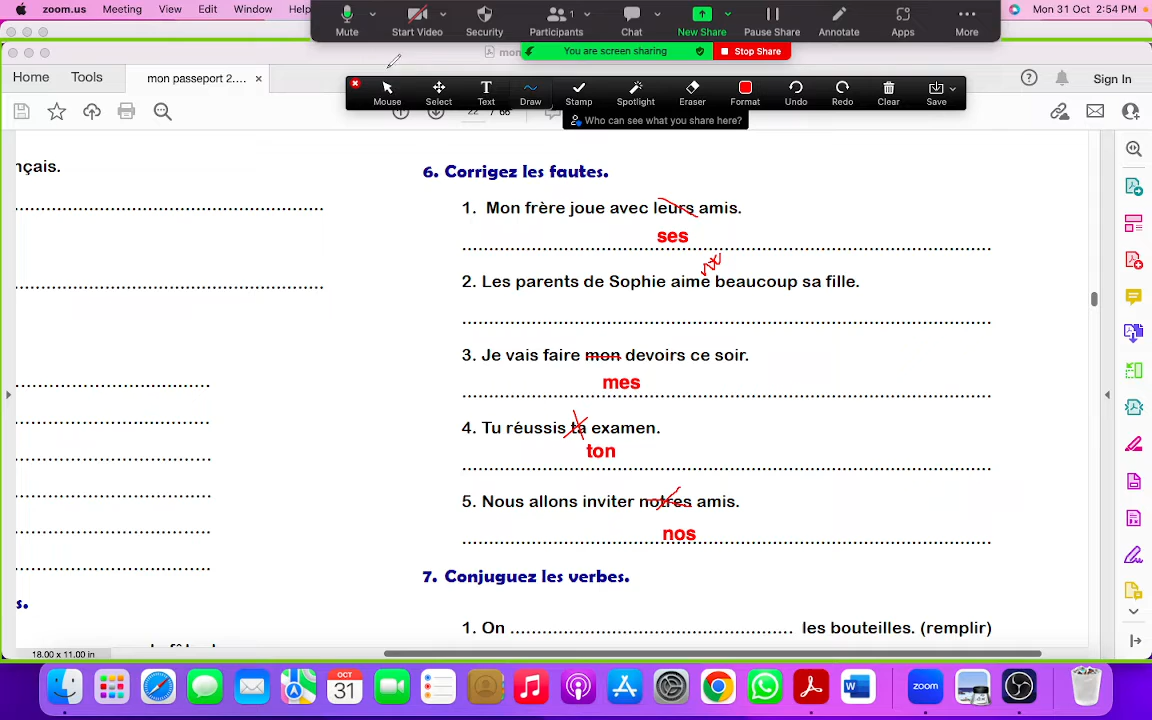 zoom.us Meeting View Edit Window Help
Mon 31 Oct 2:54 PM
Mute Start Video Security Participants 1 Chat New Share Pause Share Annotate Apps More
You are screen sharing Stop Share
Home Tools mon passeport 2.... × Sign In
Mouse Select Text Draw Stamp Spotlight Eraser Format Undo Redo Clear Save
Who can see what you share here?
nçais.
6. Corrigez les fautes.
1. Mon frère joue avec leurs amis.
ses
nt
2. Les parents de Sophie aime beaucoup sa fille.
3. Je vais faire mon devoirs ce soir.
mes
4. Tu réussis ta examen.
ton
5. Nous allons inviter notres amis.
nos
s.
7. Conjuguez les verbes.
1. On ...................................................... les bouteilles. (remplir)
18.00 x 11.00 in
OCT
31
zoom